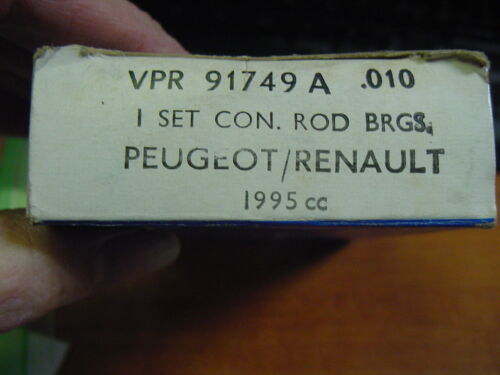 VPR 91749 A .010
1 SET CON. ROD BRGS.
PEUGEOT/RENAULT
1995 cc